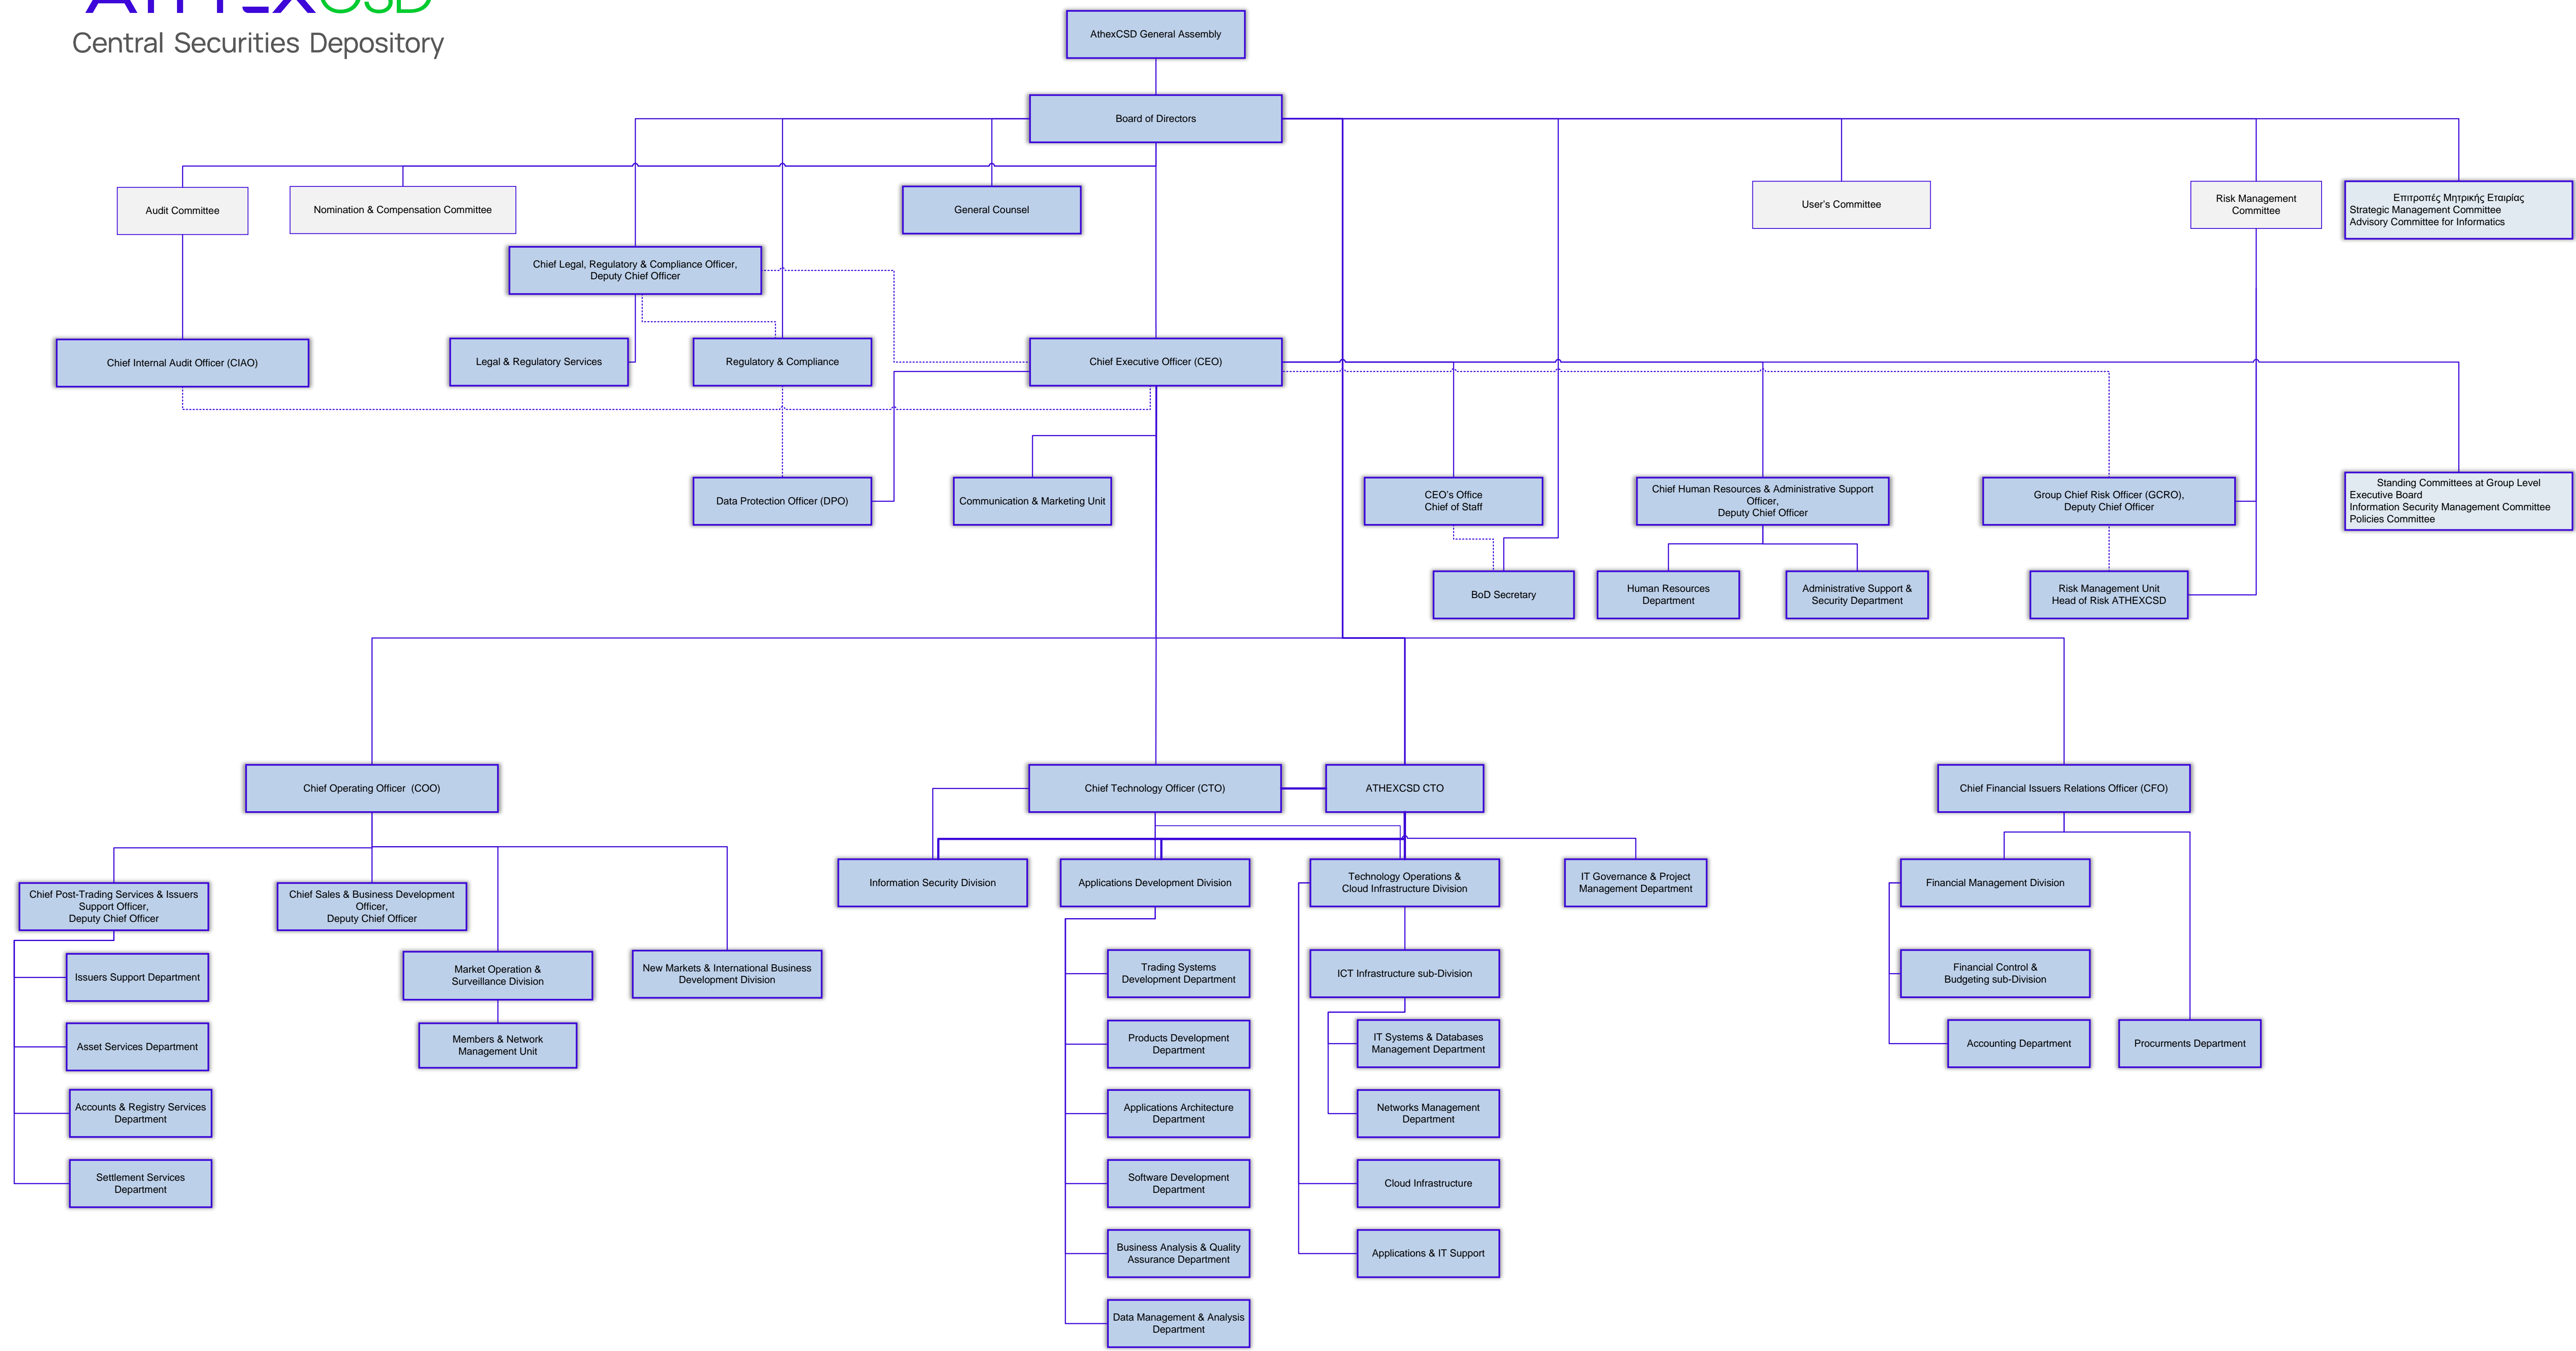 ATHEXCSD
Central Securities Depository
AthexCSD General Assembly
Board of Directors
Audit Committee
Nomination & Compensation Committee
General Counsel
User's Committee
Risk Management
Committee
Επιτροπές Μητρικής Εταιρίας
Strategic Management Committee
Advisory Committee for Informatics
Chief Legal, Regulatory & Compliance Officer,
Deputy Chief Officer
Chief Internal Audit Officer (CIAO)
Legal & Regulatory Services
Regulatory & Compliance
Chief Executive Officer (CEO)
Data Protection Officer (DPO)
Communication & Marketing Unit
CEO's Office
Chief of Staff
Chief Human Resources & Administrative Support
Officer,
Deputy Chief Officer
Group Chief Risk Officer (GCRO),
Deputy Chief Officer
Standing Committees at Group Level
Executive Board
Information Security Management Committee
Policies Committee
BoD Secretary
Human Resources
Department
Administrative Support &
Security Department
Risk Management Unit
Head of Risk ATHEXCSD
Chief Operating Officer (COO)
Chief Technology Officer (CTO)
ATHEXCSD CTO
Chief Financial Issuers Relations Officer (CFO)
Chief Post-Trading Services & Issuers
Support Officer,
Deputy Chief Officer
Chief Sales & Business Development
Officer,
Deputy Chief Officer
Information Security Division
Applications Development Division
Technology Operations &
Cloud Infrastructure Division
IT Governance & Project
Management Department
Financial Management Division
Issuers Support Department
Market Operation &
Surveillance Division
New Markets & International Business
Development Division
Trading Systems
Development Department
ICT Infrastructure sub-Division
Financial Control &
Budgeting sub-Division
Asset Services Department
Members & Network
Management Unit
Products Development
Department
IT Systems & Databases
Management Department
Accounting Department
Procurments Department
Accounts & Registry Services
Department
Applications Architecture
Department
Networks Management
Department
Settlement Services
Department
Software Development
Department
Cloud Infrastructure
Business Analysis & Quality
Assurance Department
Applications & IT Support
Data Management & Analysis
Department